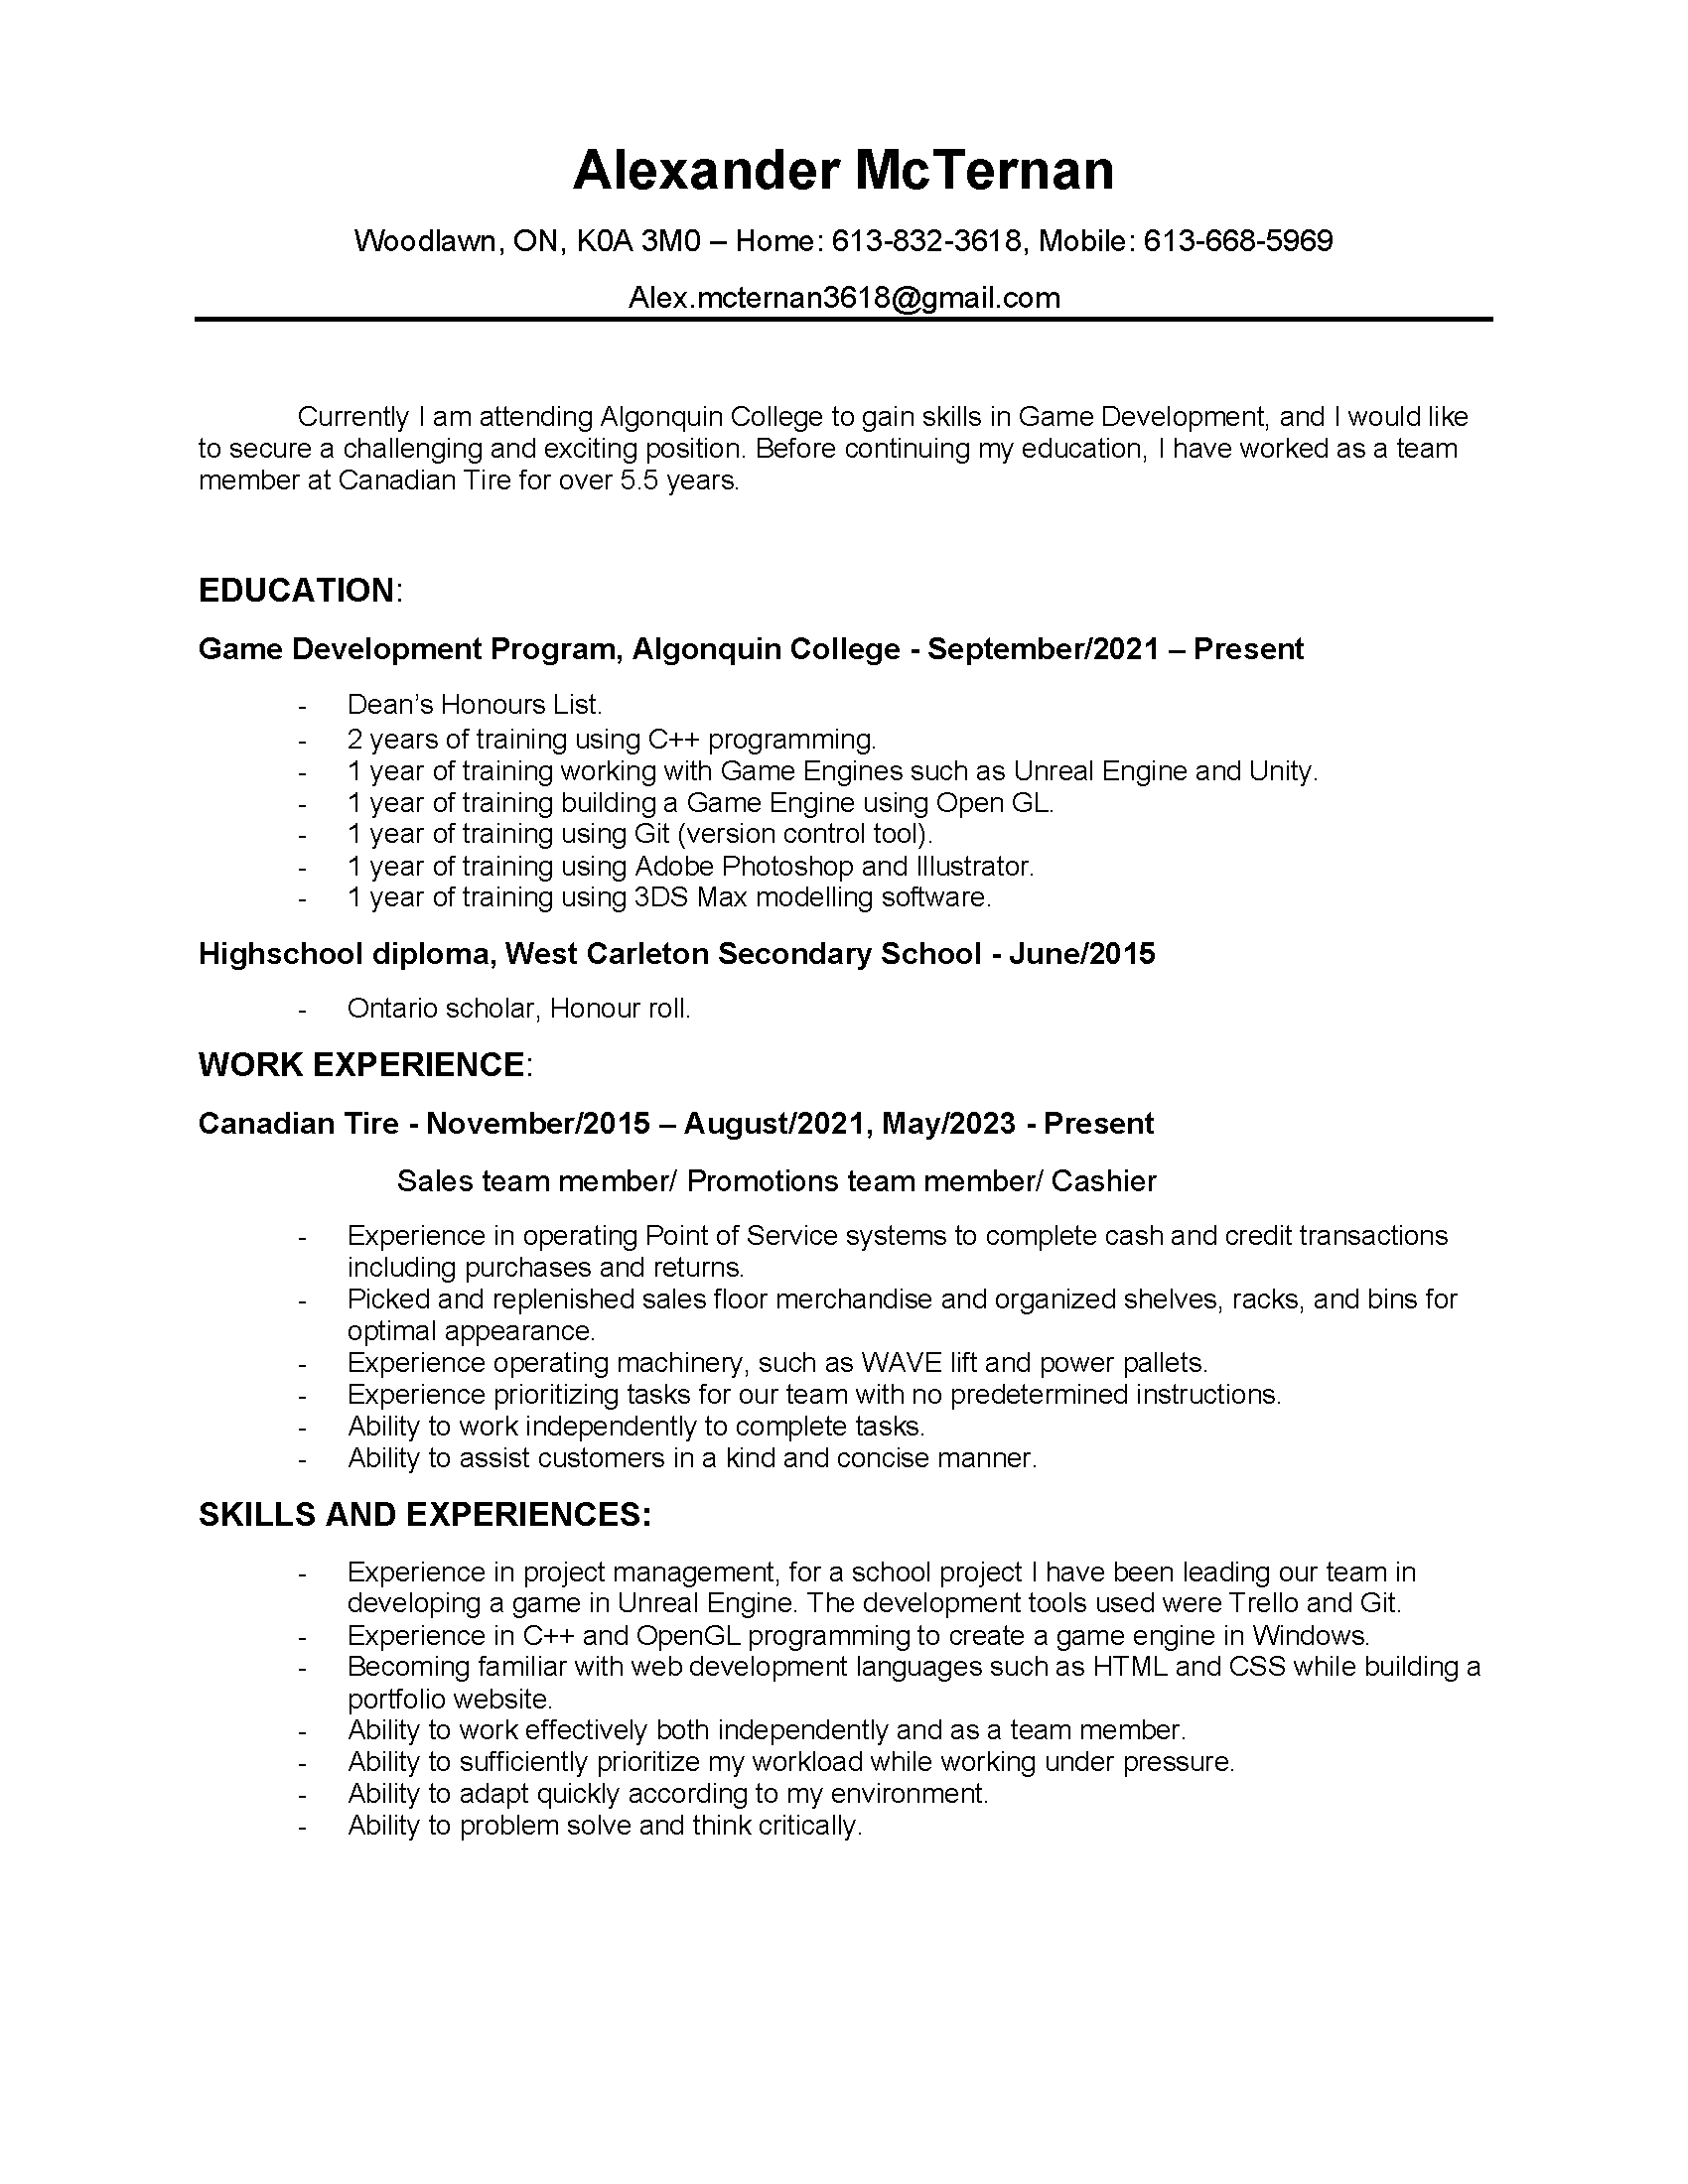 Alexander McTernan
Woodlawn, ON, K0A 3M0 – Home: 613-832-3618, Mobile: 613-668-5969
Alex.mcternan3618@gmail.com
Currently I am attending Algonquin College to gain skills in Game Development, and I would like
to secure a challenging and exciting position. Before continuing my education, I have worked as a team
member at Canadian Tire for over 5.5 years.
EDUCATION:
Game Development Program, Algonquin College - September/2021 – Present
- Dean’s Honours List.
- 2 years of training using C++ programming.
- 1 year of training working with Game Engines such as Unreal Engine and Unity.
- 1 year of training building a Game Engine using Open GL.
- 1 year of training using Git (version control tool).
- 1 year of training using Adobe Photoshop and Illustrator.
- 1 year of training using 3DS Max modelling software.
Highschool diploma, West Carleton Secondary School - June/2015
- Ontario scholar, Honour roll.
WORK EXPERIENCE:
Canadian Tire - November/2015 – August/2021, May/2023 - Present
Sales team member/ Promotions team member/ Cashier
- Experience in operating Point of Service systems to complete cash and credit transactions
including purchases and returns.
- Picked and replenished sales floor merchandise and organized shelves, racks, and bins for
optimal appearance.
- Experience operating machinery, such as WAVE lift and power pallets.
- Experience prioritizing tasks for our team with no predetermined instructions.
- Ability to work independently to complete tasks.
- Ability to assist customers in a kind and concise manner.
SKILLS AND EXPERIENCES:
- Experience in project management, for a school project I have been leading our team in
developing a game in Unreal Engine. The development tools used were Trello and Git.
- Experience in C++ and OpenGL programming to create a game engine in Windows.
- Becoming familiar with web development languages such as HTML and CSS while building a
portfolio website.
- Ability to work effectively both independently and as a team member.
- Ability to sufficiently prioritize my workload while working under pressure.
- Ability to adapt quickly according to my environment.
- Ability to problem solve and think critically.